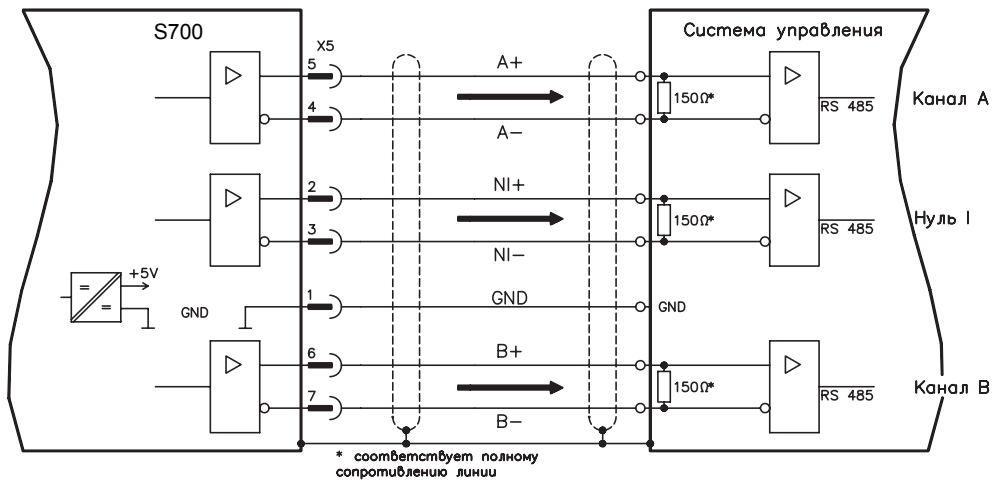 S700
Система управления
X5
5
A+
150Ω*
RS 485
Канал A
4
A-
2
NI+
150Ω*
RS 485
Нуль I
3
NI-
+5V
=
=
GND
1
GND
GND
6
B+
150Ω*
RS 485
Канал B
7
B-
* соответствует полному
сопротивлению линии